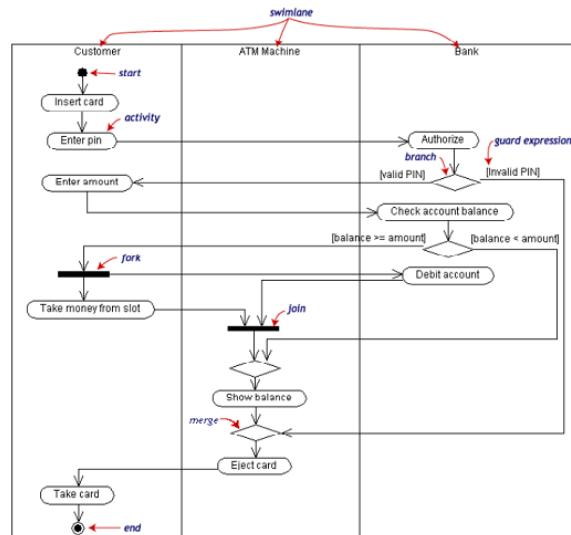 swimlane
Customer
ATM Machine
Bank
start
Insert card
activity
Enter pin
Authorize
guard expression
branch
[valid PIN]
[Invalid PIN]
Enter amount
Check account balance
[balance >= amount]
[balance < amount]
fork
Debit account
Take money from slot
join
Show balance
merge
Eject card
Take card
end